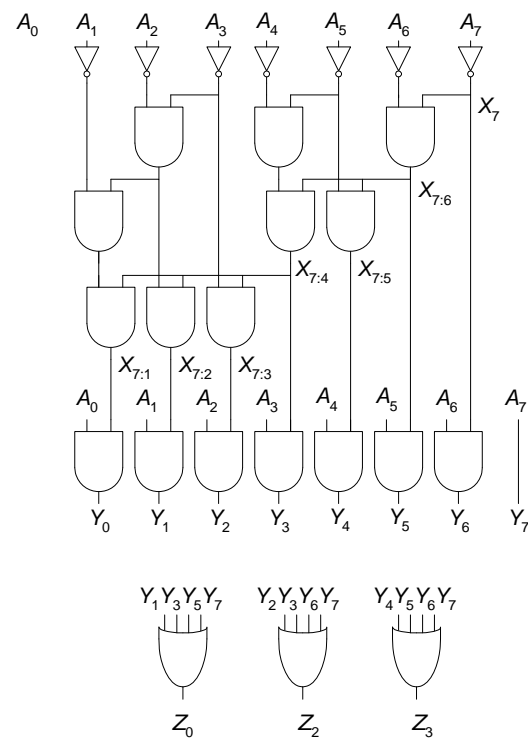 A0 A1 A2 A3 A4 A5 A6 A7
X7
X7:6
X7:4 X7:5
X7:1 X7:2 X7:3
A0 A1 A2 A3 A4 A5 A6 A7
Y0 Y1 Y2 Y3 Y4 Y5 Y6 Y7
Y1 Y3 Y5 Y7 Y2 Y3 Y6 Y7 Y4 Y5 Y6 Y7
Z0 Z2 Z3